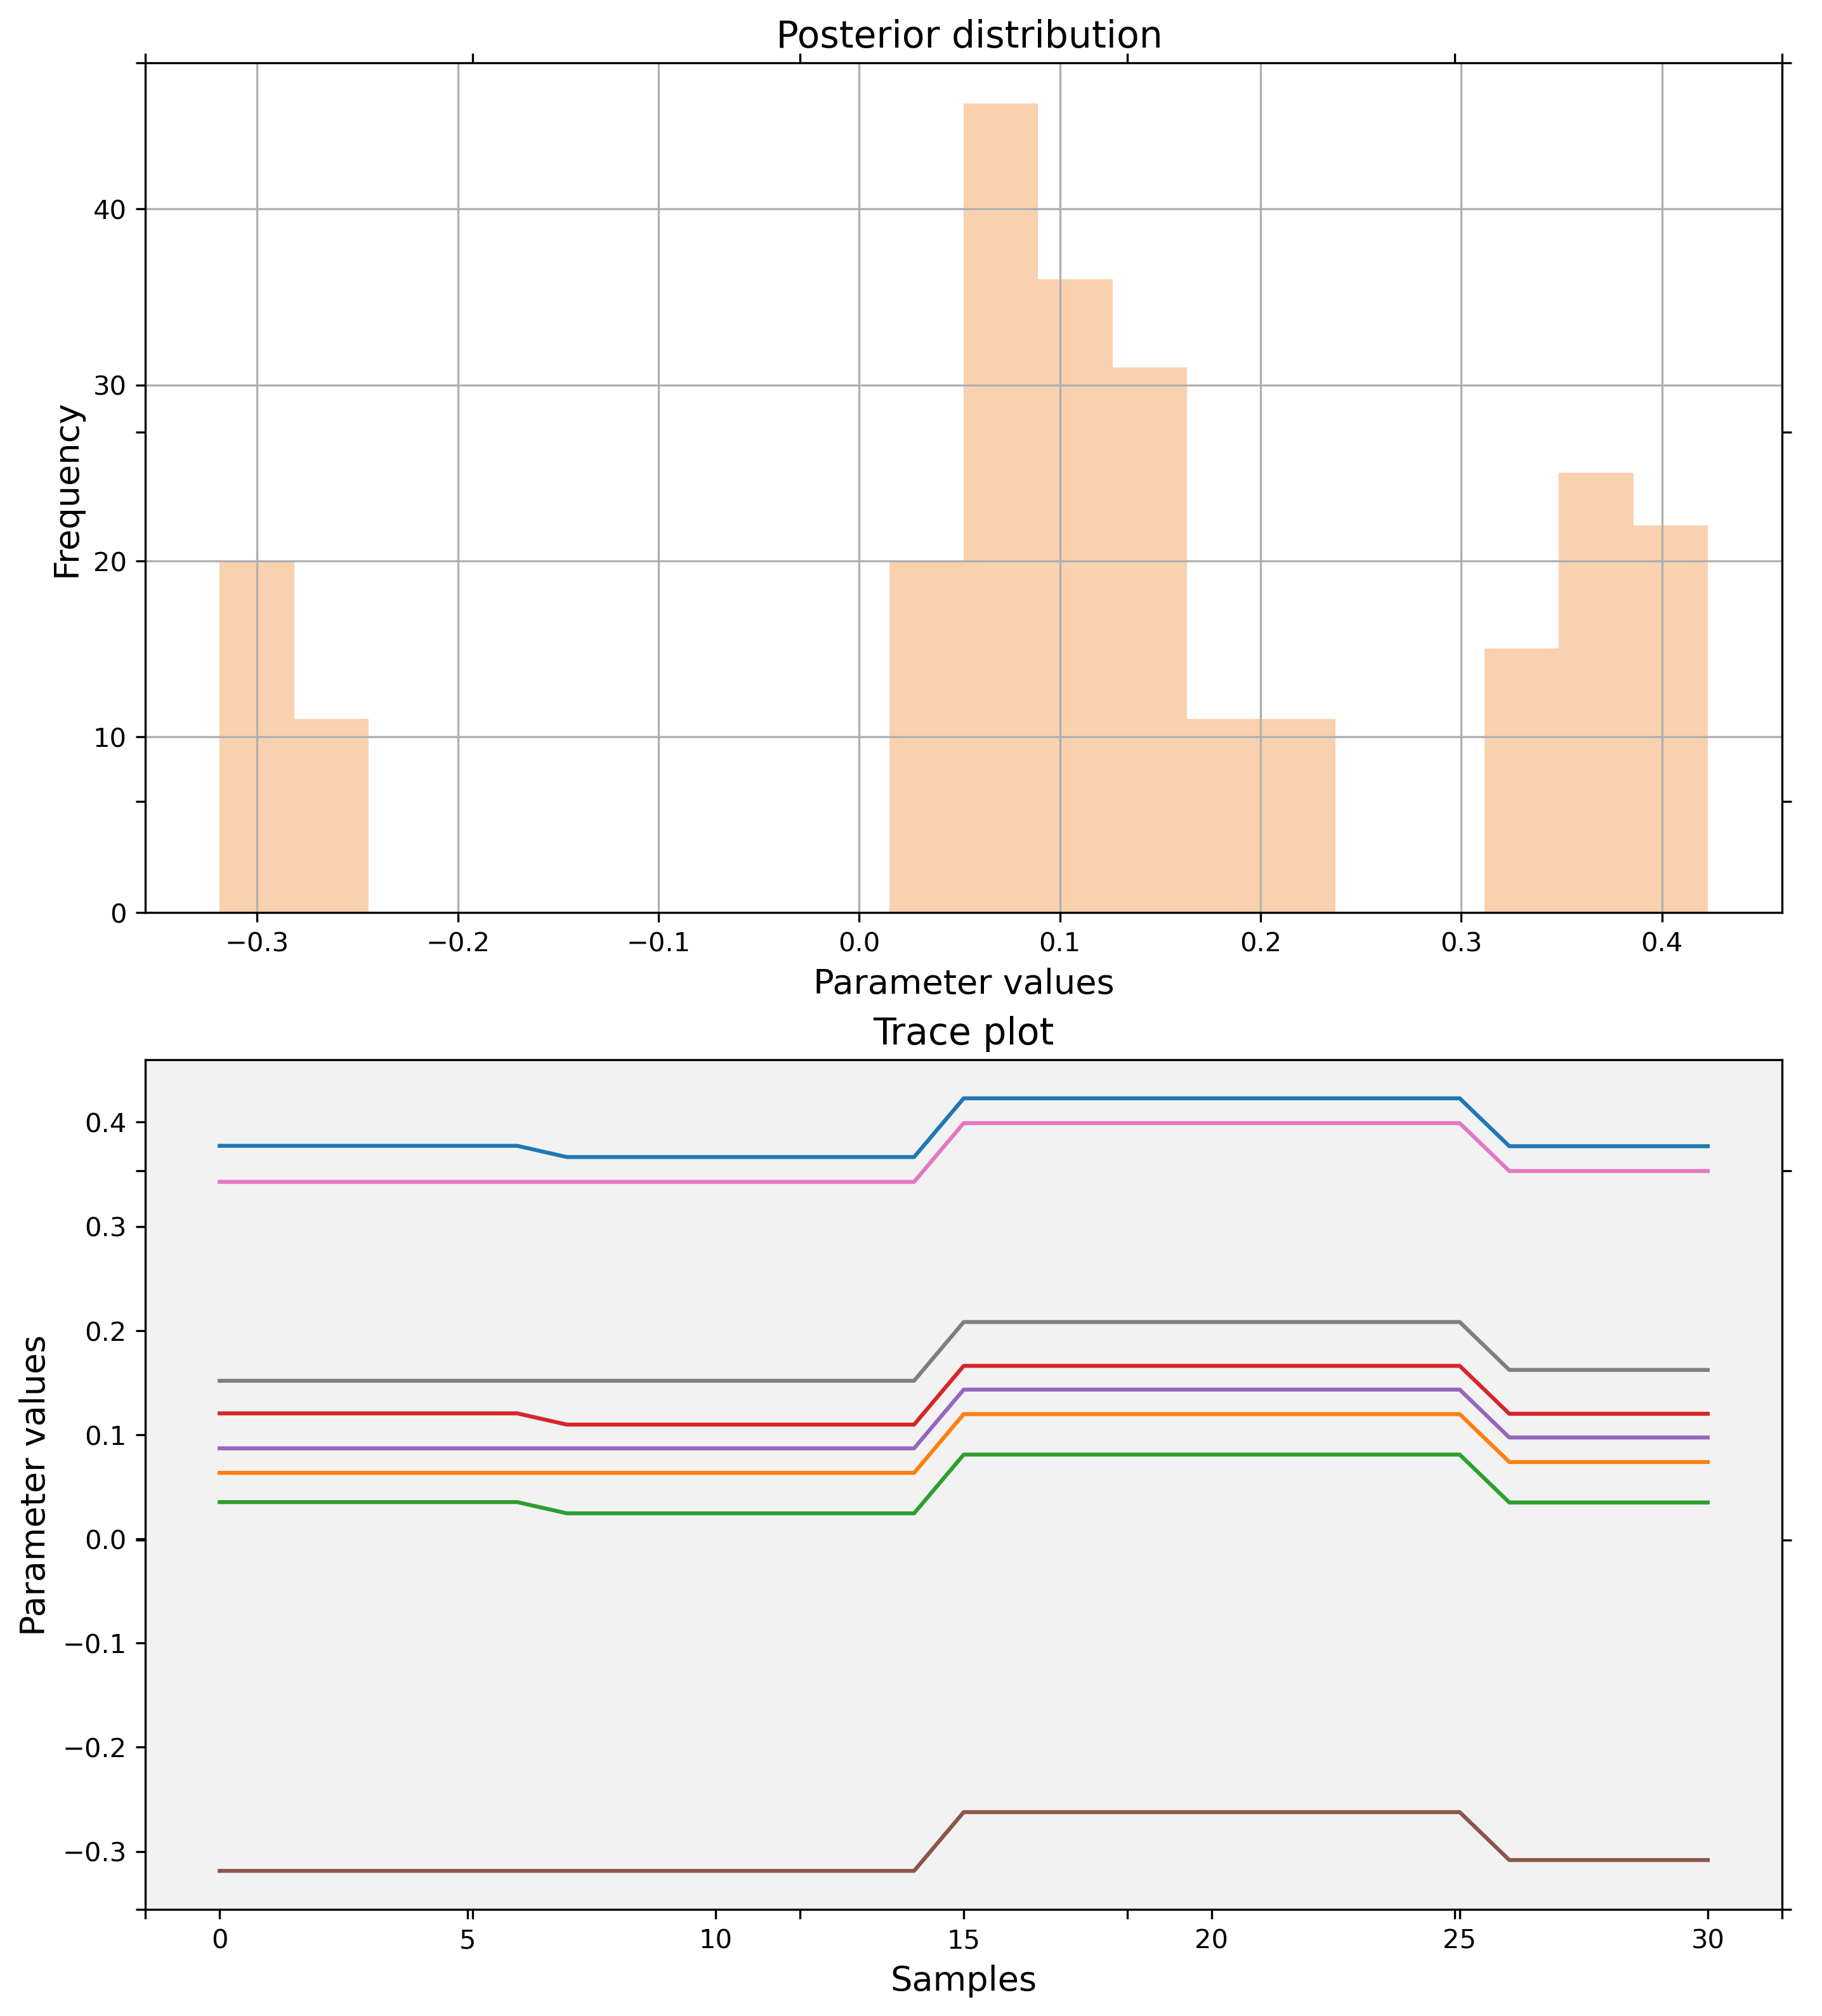 Posterior distribution
Frequency
40
30
20
10
0
−0.3 −0.2 −0.1 0.0 0.1 0.2 0.3 0.4
Parameter values
Trace plot
Parameter values
0.4
0.3
0.2
0.1
0.0
−0.1
−0.2
−0.3
0 5 10 15 20 25 30
Samples